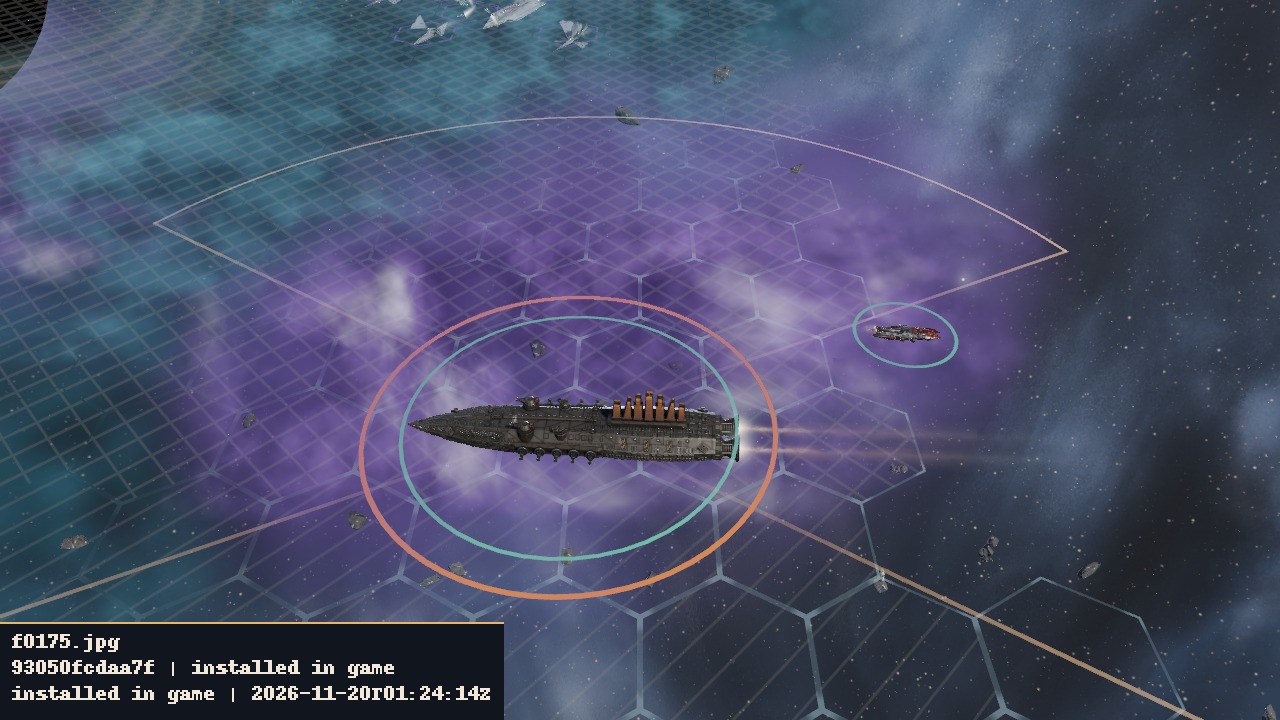 f0175.jpg
93050fcdaa7f | installed in game
installed in game | 2026-11-20T01:24:14Z